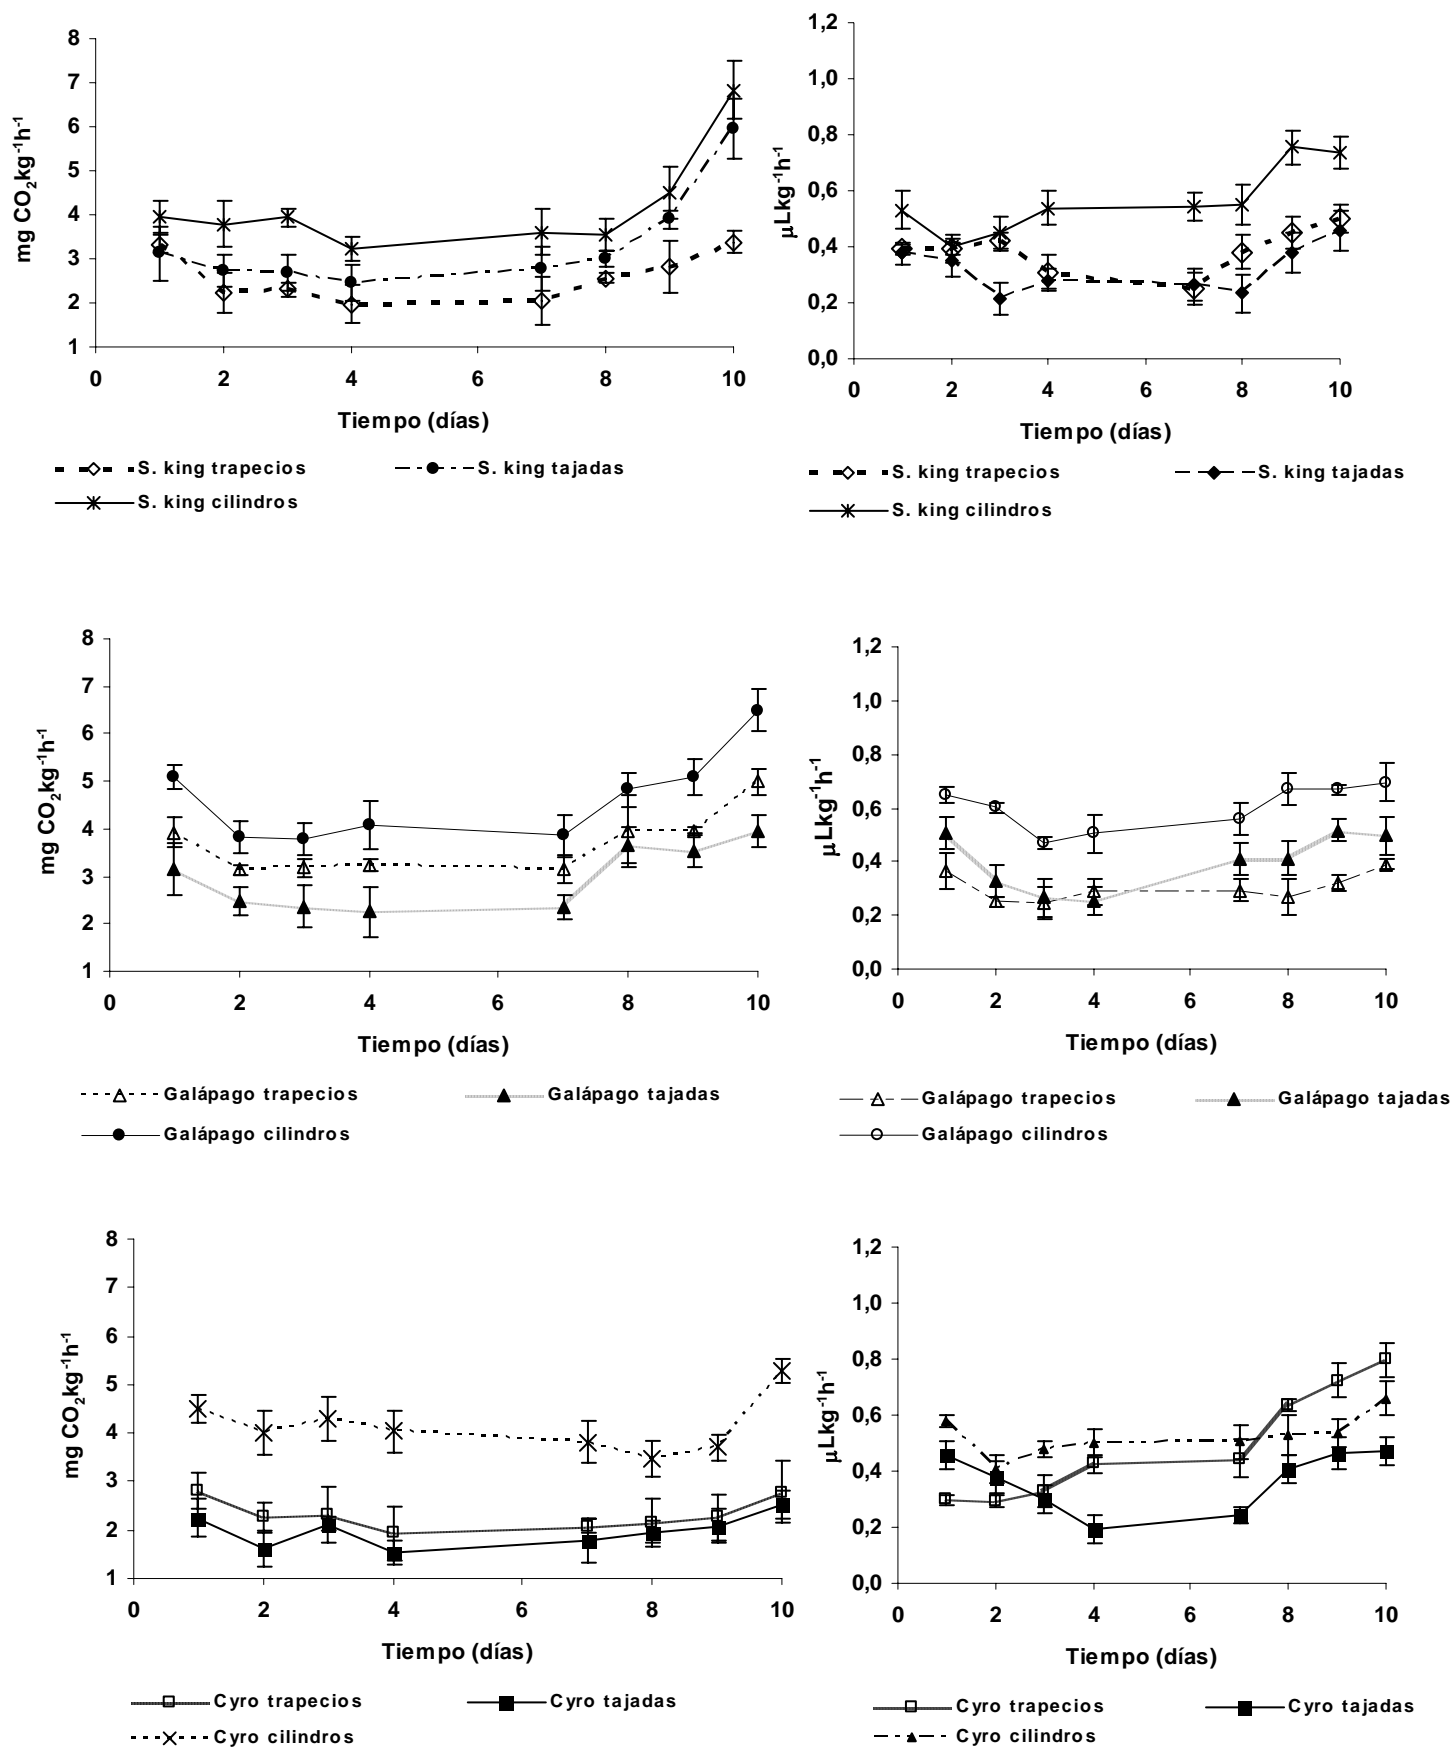 8
7
6
5
4
3
2
1
mg CO₂kg⁻¹h⁻¹
0 2 4 6 8 10
Tiempo (días)
S. king trapecios S. king tajadas
S. king cilindros
1,2
1,0
0,8
0,6
0,4
0,2
0,0
µLkg⁻¹h⁻¹
0 2 4 6 8 10
Tiempo (días)
S. king trapecios S. king tajadas
S. king cilindros
8
7
6
5
4
3
2
1
mg CO₂kg⁻¹h⁻¹
0 2 4 6 8 10
Tiempo (días)
Galápago trapecios Galápago tajadas
Galápago cilindros
1,2
1,0
0,8
0,6
0,4
0,2
0,0
µLkg⁻¹h⁻¹
0 2 4 6 8 10
Tiempo (días)
Galápago trapecios Galápago tajadas
Galápago cilindros
8
7
6
5
4
3
2
1
mg CO₂kg⁻¹h⁻¹
0 2 4 6 8 10
Tiempo (días)
Cyro trapecios Cyro tajadas
Cyro cilindros
1,2
1,0
0,8
0,6
0,4
0,2
0,0
µLkg⁻¹h⁻¹
0 2 4 6 8 10
Tiempo (días)
Cyro trapecios Cyro tajadas
Cyro cilindros